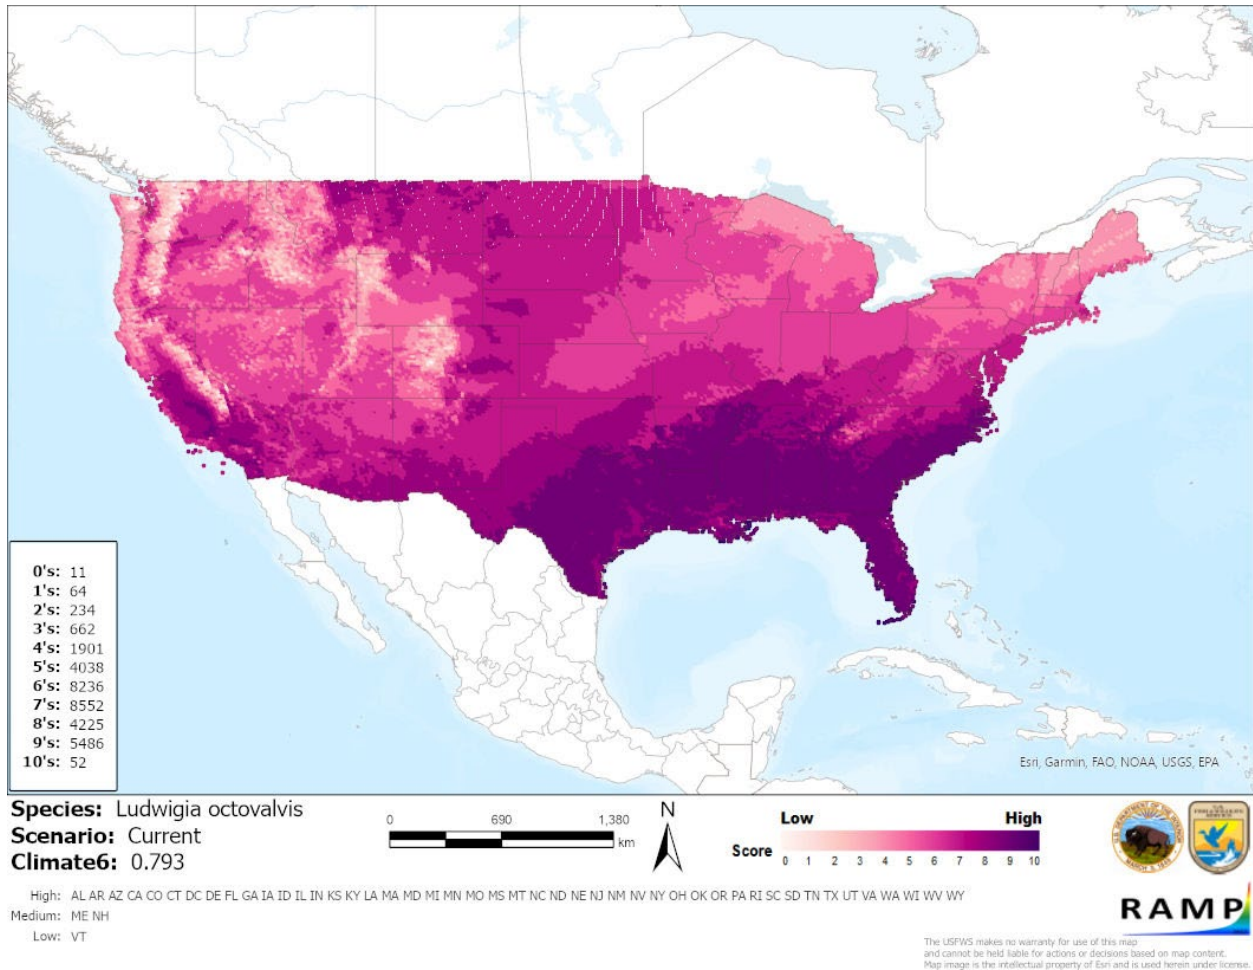 0's: 11
1's: 64
2's: 234
3's: 662
4's: 1901
5's: 4038
6's: 8236
7's: 8552
8's: 4225
9's: 5486
10's: 52
Esri, Garmin, FAO, NOAA, USGS, EPA
Species: Ludwigia octovalvis
Scenario: Current
Climate6: 0.793
0 690 1,380
km
N
Low High
Score 0 1 2 3 4 5 6 7 8 9 10
High: AL AR AZ CA CO CT DC DE FL GA IA ID IL IN KS KY LA MA MD MI MN MO MS MT NC ND NE NJ NM NV NY OH OK OR PA RI SC SD TN TX UT VA WA WI WV WY
Medium: ME NH
Low: VT
RAMP
The USFWS makes no warranty for use of this map
and cannot be held liable for actions or decisions based on map content.
Map image is the intellectual property of Esri and is used herein under license.